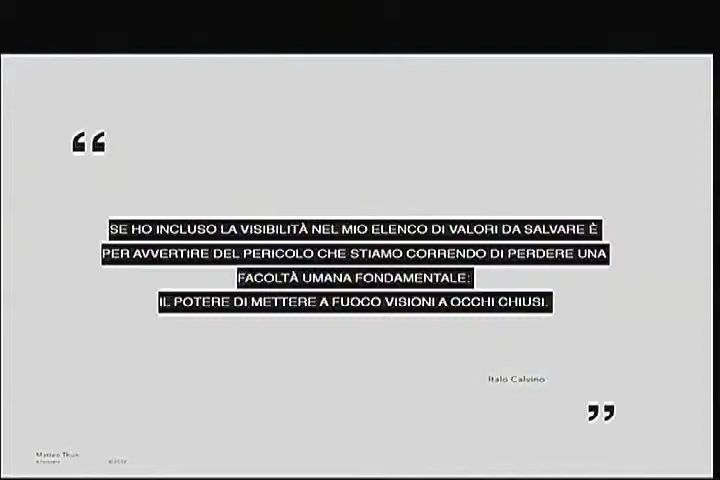 “
SE HO INCLUSO LA VISIBILITÀ NEL MIO ELENCO DI VALORI DA SALVARE È
PER AVVERTIRE DEL PERICOLO CHE STIAMO CORRENDO DI PERDERE UNA
FACOLTÀ UMANA FONDAMENTALE:
IL POTERE DI METTERE A FUOCO VISIONI A OCCHI CHIUSI.
Italo Calvino
”
Matteo Thun